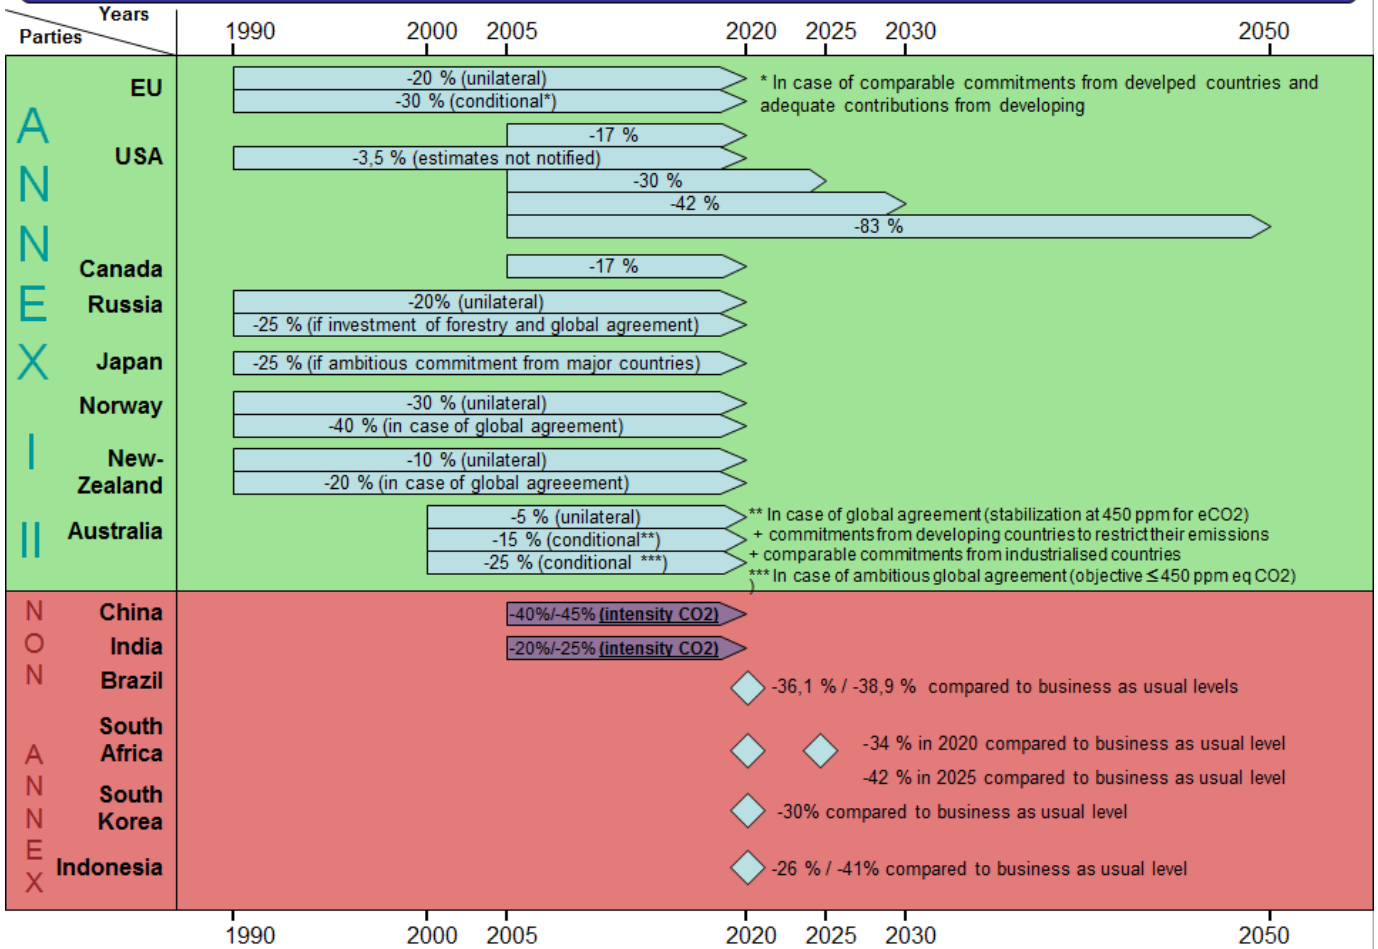 Years
Parties
1990 2000 2005 2020 2025 2030 2050
ANNEX I
EU
-20 % (unilateral)
-30 % (conditional*)
* In case of comparable commitments from develped countries and
adequate contributions from developing
USA
-17 %
-3,5 % (estimates not notified)
-30 %
-42 %
-83 %
Canada
-17 %
Russia
-20% (unilateral)
-25 % (if investment of forestry and global agreement)
Japan
-25 % (if ambitious commitment from major countries)
Norway
-30 % (unilateral)
-40 % (in case of global agreement)
New-
Zealand
-10 % (unilateral)
-20 % (in case of global agreeement)
II
Australia
-5 % (unilateral)
-15 % (conditional**)
-25 % (conditional ***)
** In case of global agreement (stabilization at 450 ppm for eCO2)
+ commitments from developing countries to restrict their emissions
+ comparable commitments from industrialised countries
*** In case of ambitious global agreement (objective ≤450 ppm eq CO2)
)
NON ANNEX
China
-40%/-45% (intensity CO2)
India
-20%/-25% (intensity CO2)
Brazil
-36,1 % / -38,9 % compared to business as usual levels
South
Africa
-34 % in 2020 compared to business as usual level
-42 % in 2025 compared to business as usual level
South
Korea
-30% compared to business as usual level
Indonesia
-26 % / -41% compared to business as usual level
1990 2000 2005 2020 2025 2030 2050